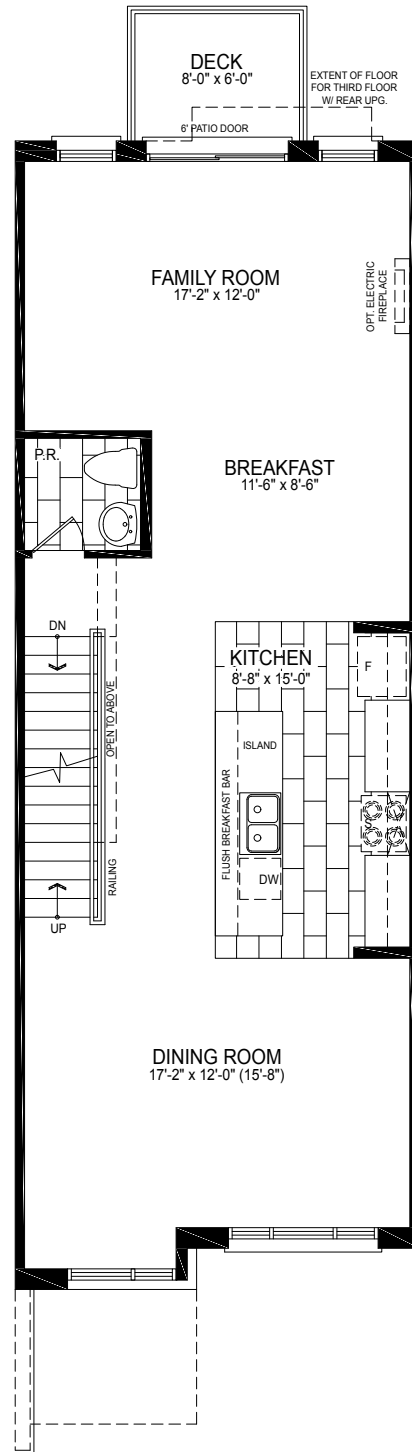 DECK
8'-0" x 6'-0"
EXTENT OF FLOOR
FOR THIRD FLOOR
W/ REAR UPG.
6' PATIO DOOR
FAMILY ROOM
17'-2" x 12'-0"
OPT. ELECTRIC
FIREPLACE
P.R.
BREAKFAST
11'-6" x 8'-6"
DN
KITCHEN
8'-8" x 15'-0"
F
OPEN TO ABOVE
ISLAND
FLUSH BREAKFAST BAR
S
DW
RAILING
UP
DINING ROOM
17'-2" x 12'-0" (15'-8")